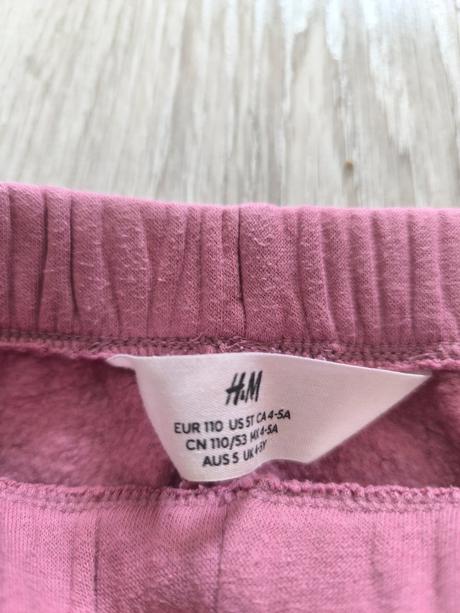 H&M
EUR 110 US 5T CA 4-5A
CN 110/53 MX 4-5A
AUS 5 UK 4-5Y